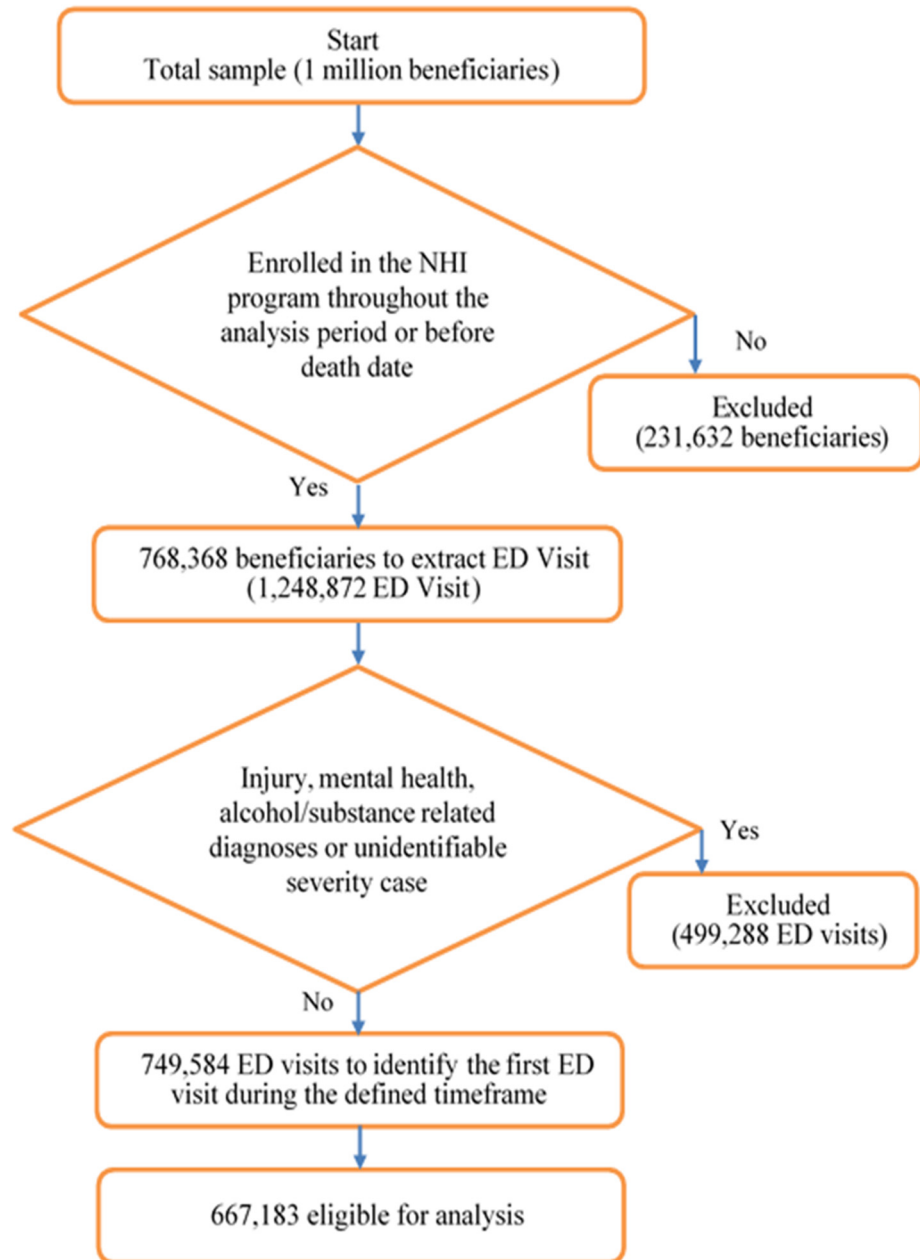 Start
Total sample (1 million beneficiaries)
Enrolled in the NHI
program throughout the
analysis period or before
death date
No
Excluded
(231,632 beneficiaries)
Yes
768,368 beneficiaries to extract ED Visit
(1,248,872 ED Visit)
Injury, mental health,
alcohol/substance related
diagnoses or unidentifiable
severity case
Yes
Excluded
(499,288 ED visits)
No
749,584 ED visits to identify the first ED
visit during the defined timeframe
667,183 eligible for analysis